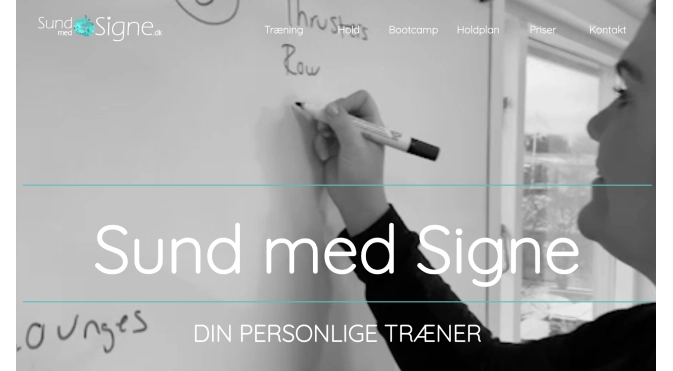 Sund
med
Signe.dk
Træning Hold Bootcamp Holdplan Priser Kontakt
Thrusters
Row
Sund med Signe
Lounges
DIN PERSONLIGE TRÆNER